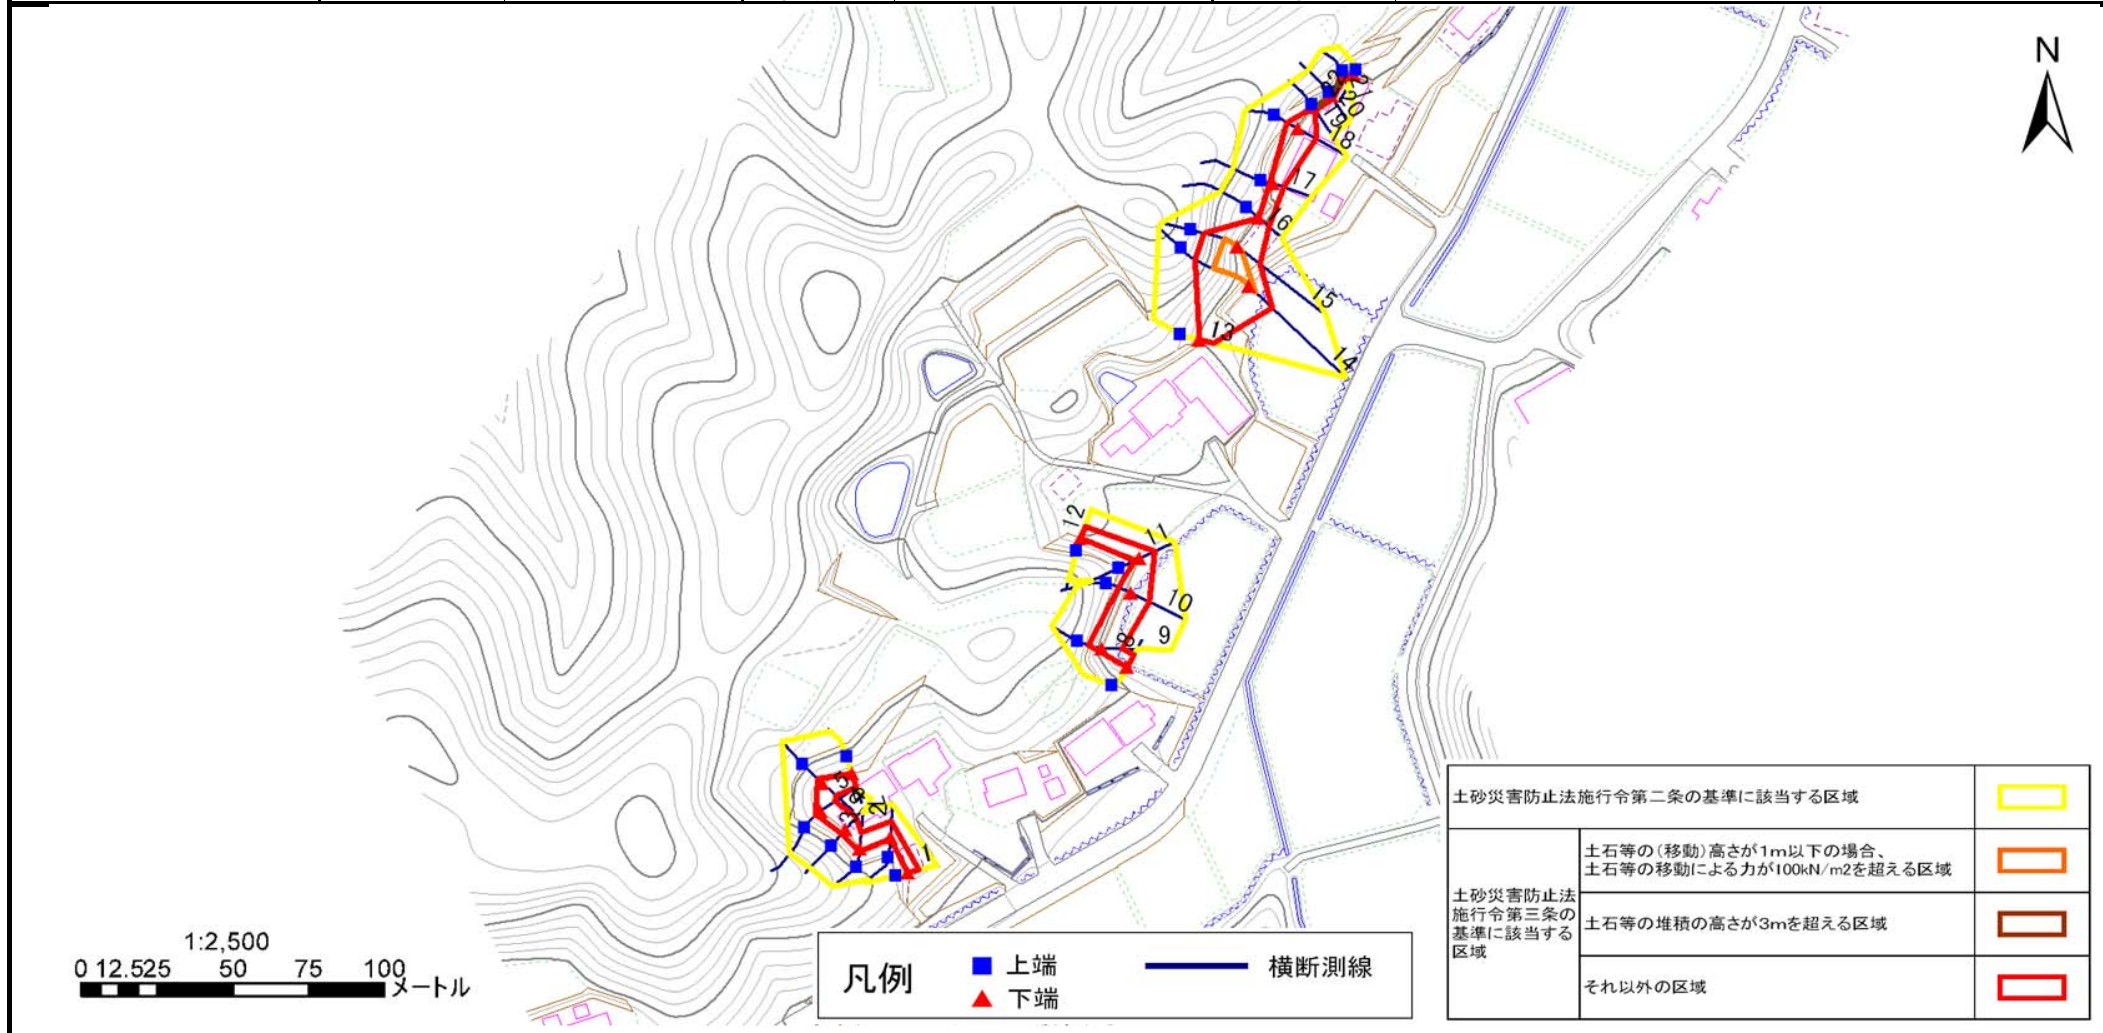 N
21
20
19
18
17
16
15
14
13
12
11
10
9
8
5
4
3
2
1
1:2,500
0 12.525 50 75 100
メートル
凡例
上端
下端
横断測線
土砂災害防止法施行令第二条の基準に該当する区域
土砂災害防止法
施行令第三条の
基準に該当する
区域
土石等の(移動)高さが1m以下の場合、
土石等の移動による力が100kN/m2を超える区域
土石等の堆積の高さが3mを超える区域
それ以外の区域